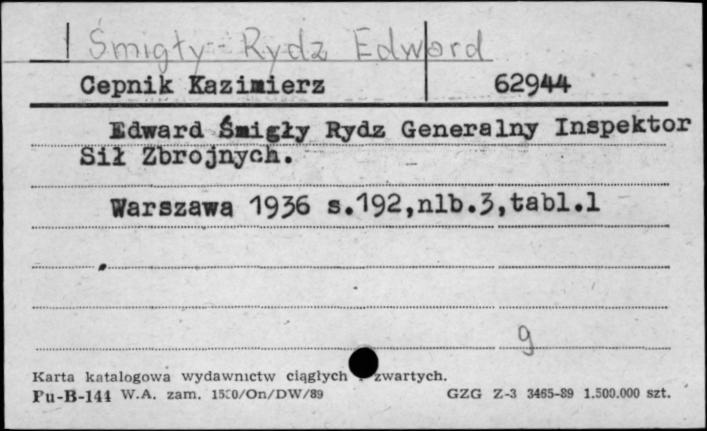 Śmigły-Rydz Edward
Cepnik Kazimierz 62944
Edward Śmigły Rydz Generalny Inspektor
Sił Zbrojnych.
Warszawa 1936 s.192,nlb.3,tabl.1
g
Karta katalogowa wydawnictw ciągłych zwartych.
Pu-B-144 W.A. zam. /On/DW/89 GZG Z-3 3465-89 1.500.000 szt.